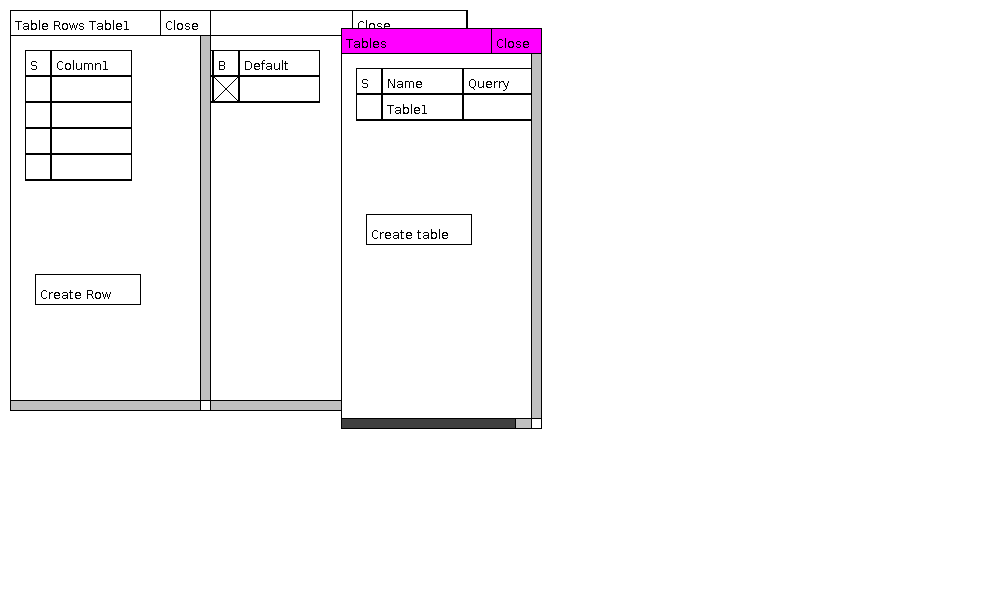 Table Rows Table1 Close
Close
Tables Close
S Column1
B Default
S Name Querry
Table1
Create table
Create Row